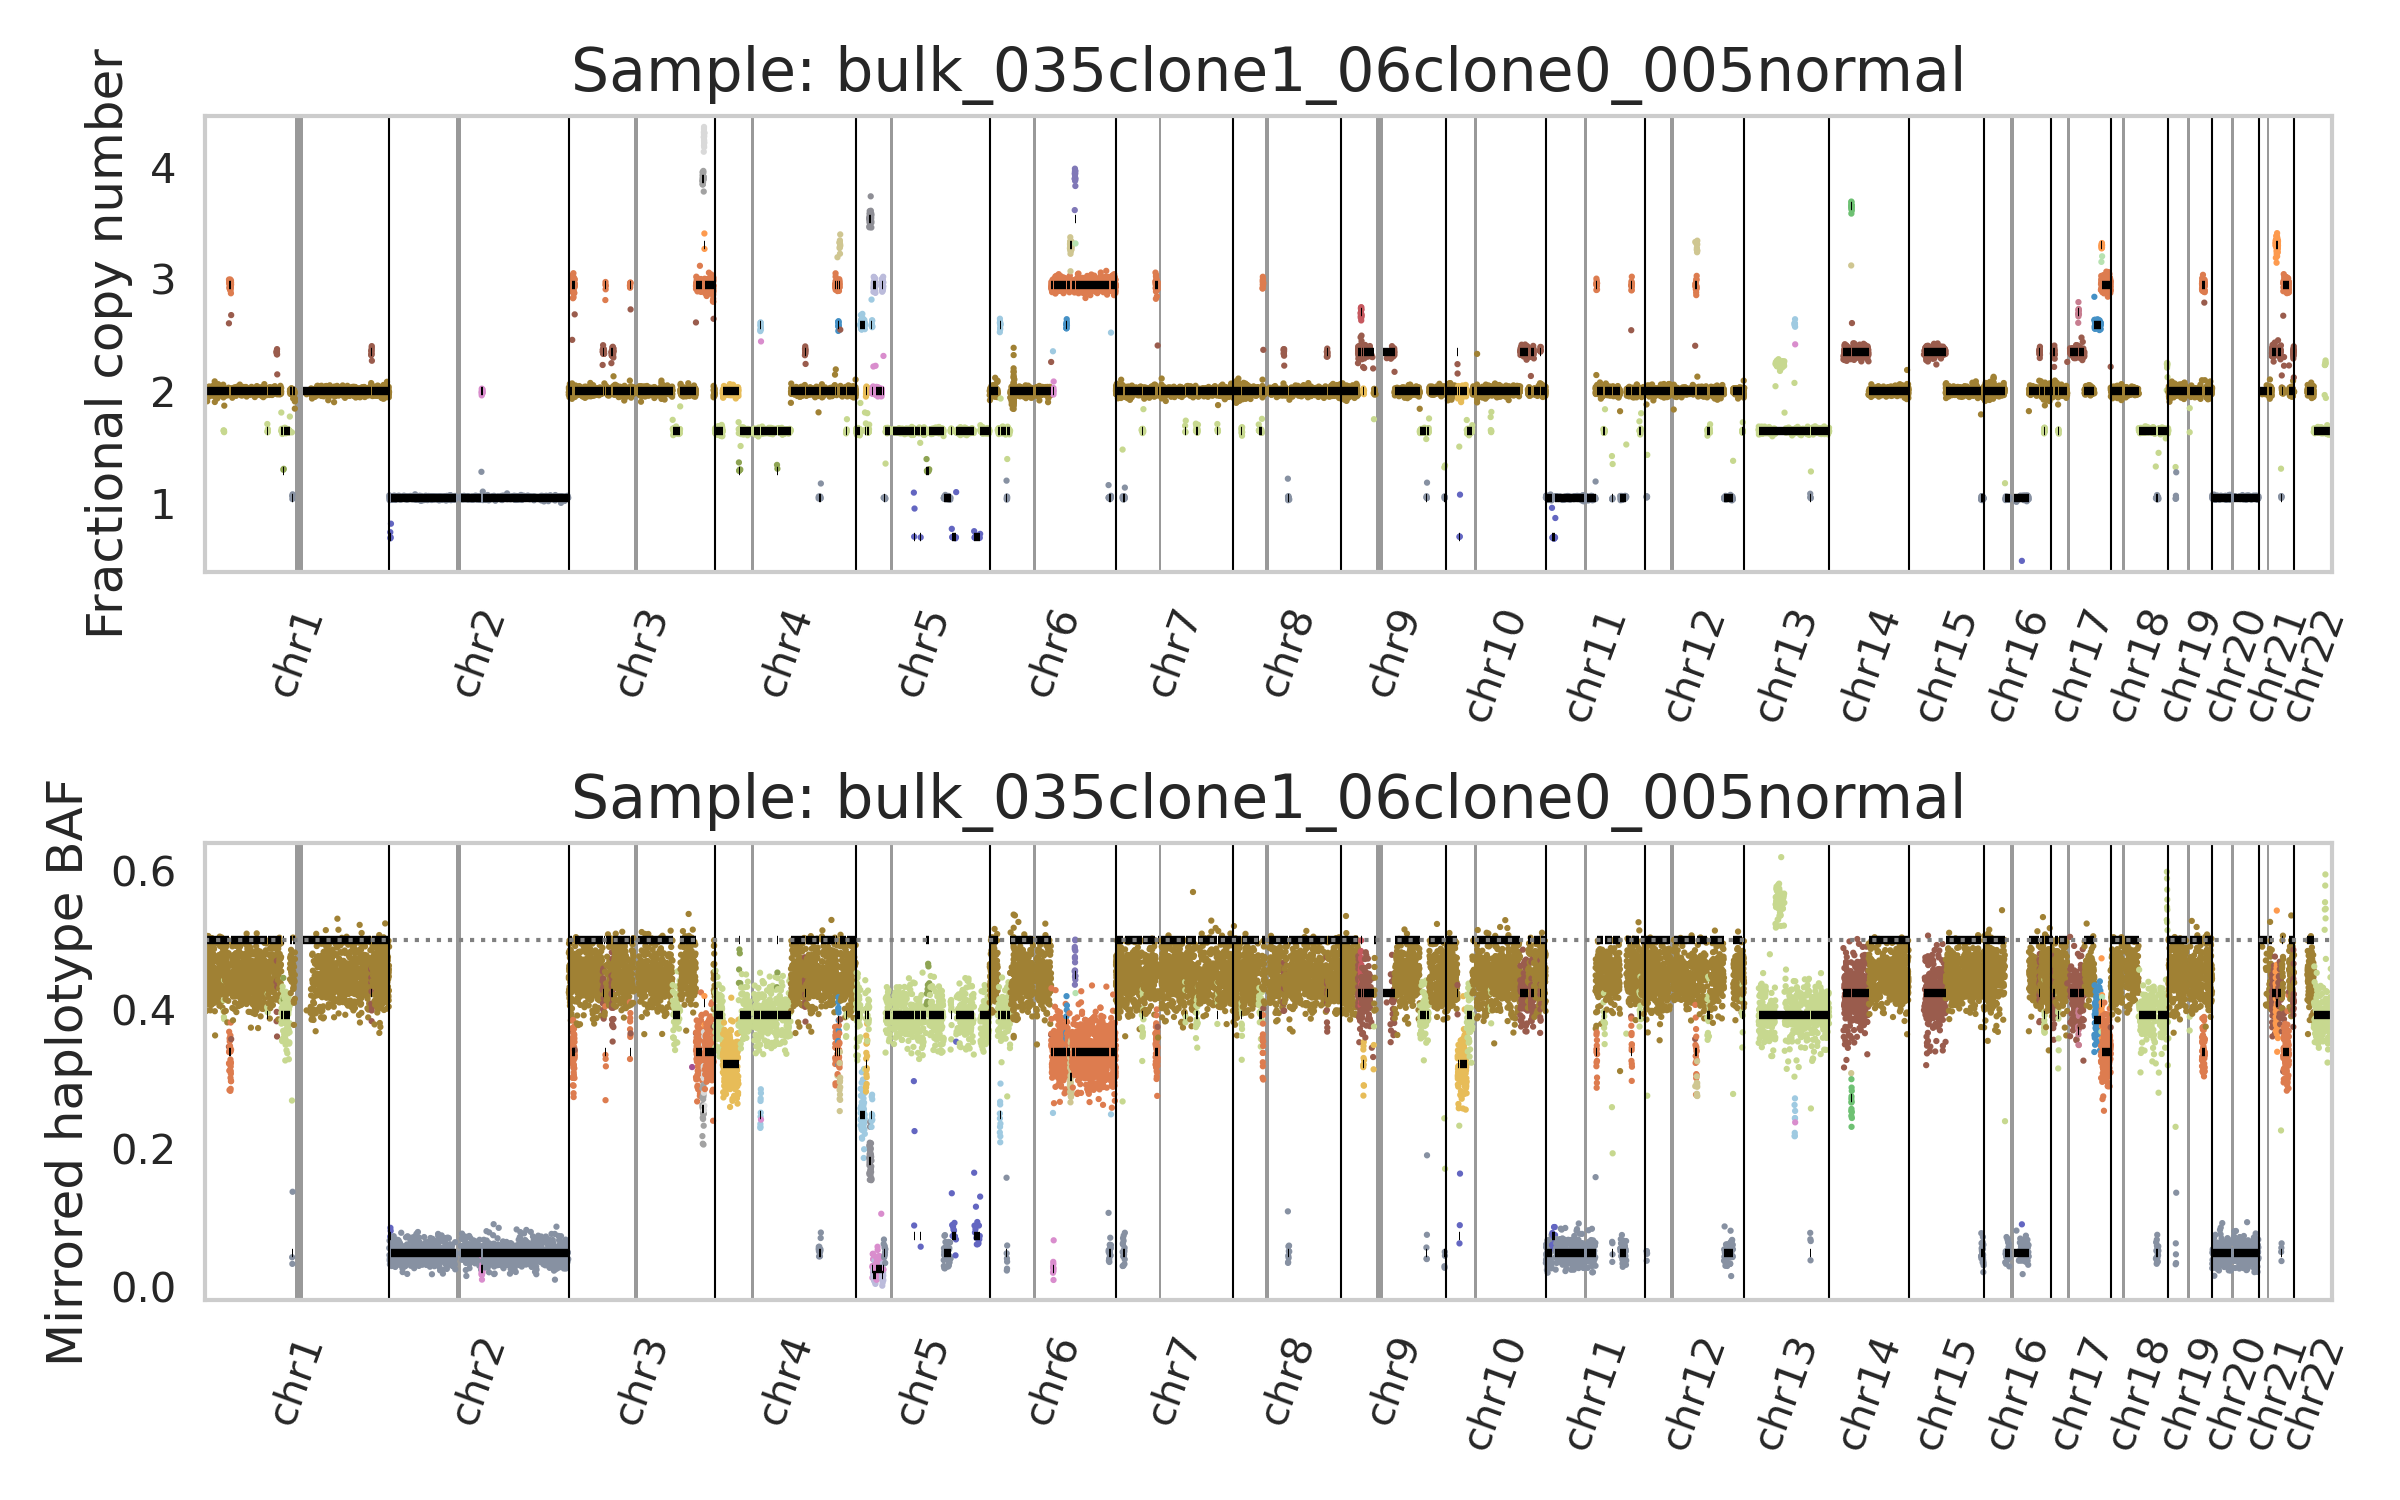 Sample: bulk_035clone1_06clone0_005normal
Fractional copy number
4
3
2
1
chr1 chr2 chr3 chr4 chr5 chr6 chr7 chr8 chr9 chr10 chr11 chr12 chr13 chr14 chr15 chr16 chr17 chr18 chr19 chr20 chr21 chr22
Sample: bulk_035clone1_06clone0_005normal
Mirrored haplotype BAF
0.6
0.4
0.2
0.0
chr1 chr2 chr3 chr4 chr5 chr6 chr7 chr8 chr9 chr10 chr11 chr12 chr13 chr14 chr15 chr16 chr17 chr18 chr19 chr20 chr21 chr22